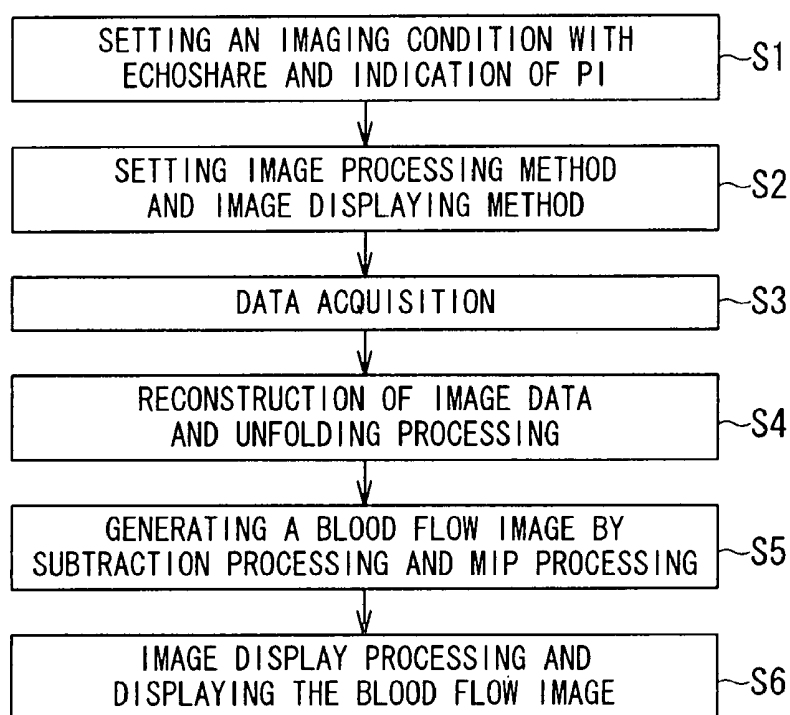 SETTING AN IMAGING CONDITION WITH
ECHOSHARE AND INDICATION OF PI
S1
SETTING IMAGE PROCESSING METHOD
AND IMAGE DISPLAYING METHOD
S2
DATA ACQUISITION
S3
RECONSTRUCTION OF IMAGE DATA
AND UNFOLDING PROCESSING
S4
GENERATING A BLOOD FLOW IMAGE BY
SUBTRACTION PROCESSING AND MIP PROCESSING
S5
IMAGE DISPLAY PROCESSING AND
DISPLAYING THE BLOOD FLOW IMAGE
S6